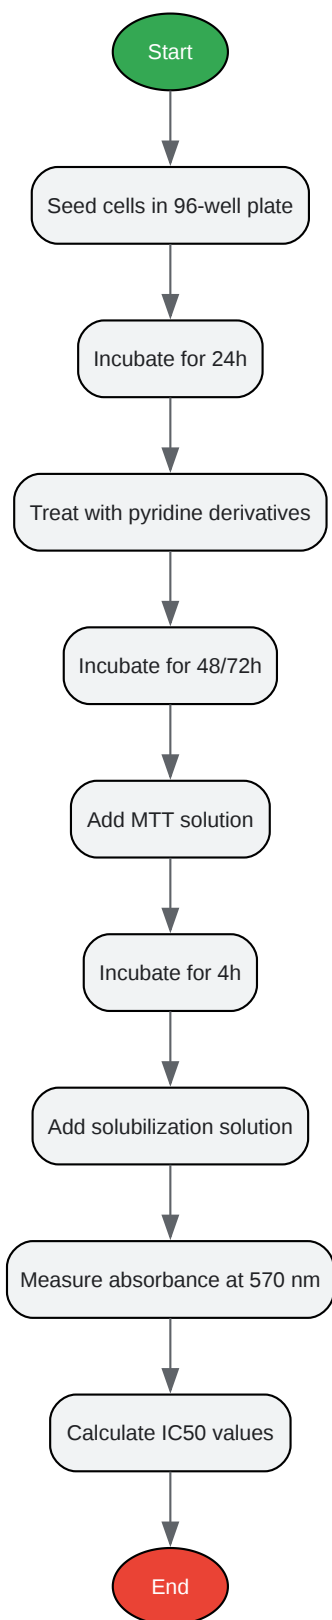 Start
Seed cells in 96-well plate
Incubate for 24h
Treat with pyridine derivatives
Incubate for 48/72h
Add MTT solution
Incubate for 4h
Add solubilization solution
Measure absorbance at 570 nm
Calculate IC50 values
End